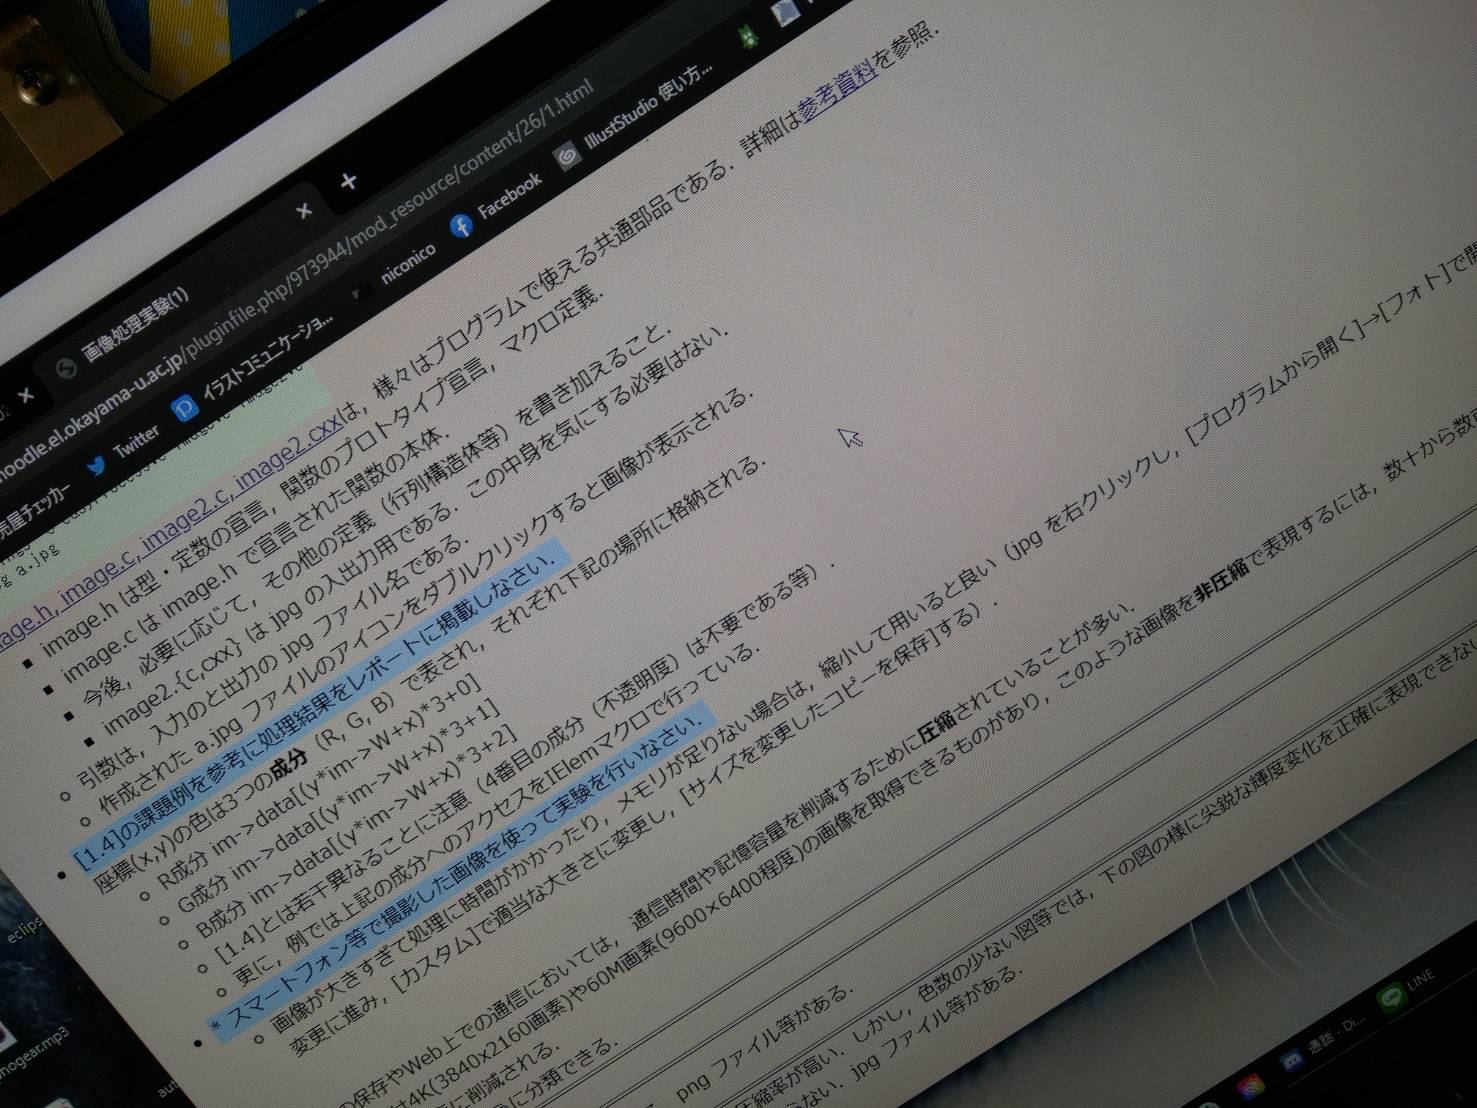 画像処理実験(1)
moodle.el.okayama-u.ac.jp/pluginfile.php/973944/mod_resource/content/26/1.html
売屋チェッカー Twitter イラストコミュニケーショ... niconico Facebook IllustStudio 使い方...
g a.jpg
image.h, image.c, image2.c, image2.cxxは，様々はプログラムで使える共通部品である．詳細は参考資料を参照．
image.h は型・定数の宣言，関数のプロトタイプ宣言，マクロ定義．
image.c は image.h で宣言された関数の本体．
今後，必要に応じて，その他の定義（行列構造体等）を書き加えること．
image2.{c,cxx} は jpg の入出力用である．この中身を気にする必要はない．
引数は，入力のと出力の jpg ファイル名である．
作成された a.jpg ファイルのアイコンをダブルクリックすると画像が表示される．
[1.4]の課題例を参考に処理結果をレポートに掲載しなさい．
座標(x,y)の色は3つの成分（R, G, B）で表され，それぞれ下記の場所に格納される．
R成分 im->data[(y*im->W+x)*3+0]
G成分 im->data[(y*im->W+x)*3+1]
B成分 im->data[(y*im->W+x)*3+2]
[1.4]とは若干異なることに注意（4番目の成分（不透明度）は不要である等）．
更に，例では上記の成分へのアクセスをIElemマクロで行っている．
* スマートフォン等で撮影した画像を使って実験を行いなさい．
画像が大きすぎて処理に時間がかかったり，メモリが足りない場合は，縮小して用いると良い（jpg を右クリックし，[プログラムから開く]→[フォト]で開
変更に進み，[カスタム]で適当な大きさに変更し，[サイズを変更したコピーを保存]する）．
の保存やWeb上での通信においては，通信時間や記憶容量を削減するために圧縮されていることが多い．
は4K(3840x2160画素)や60M画素(9600×6400程度)の画像を取得できるものがあり，このような画像を非圧縮で表現するには，数十から数
に削減される．
に分類できる．
png ファイル等がある．
圧縮率が高い．しかし，色数の少ない図等では，下の図の様に尖鋭な輝度変化を正確に表現できない
らない．jpg ファイル等がある．
eclips
hogear.mp3
aut
通話 - Di...
LINE